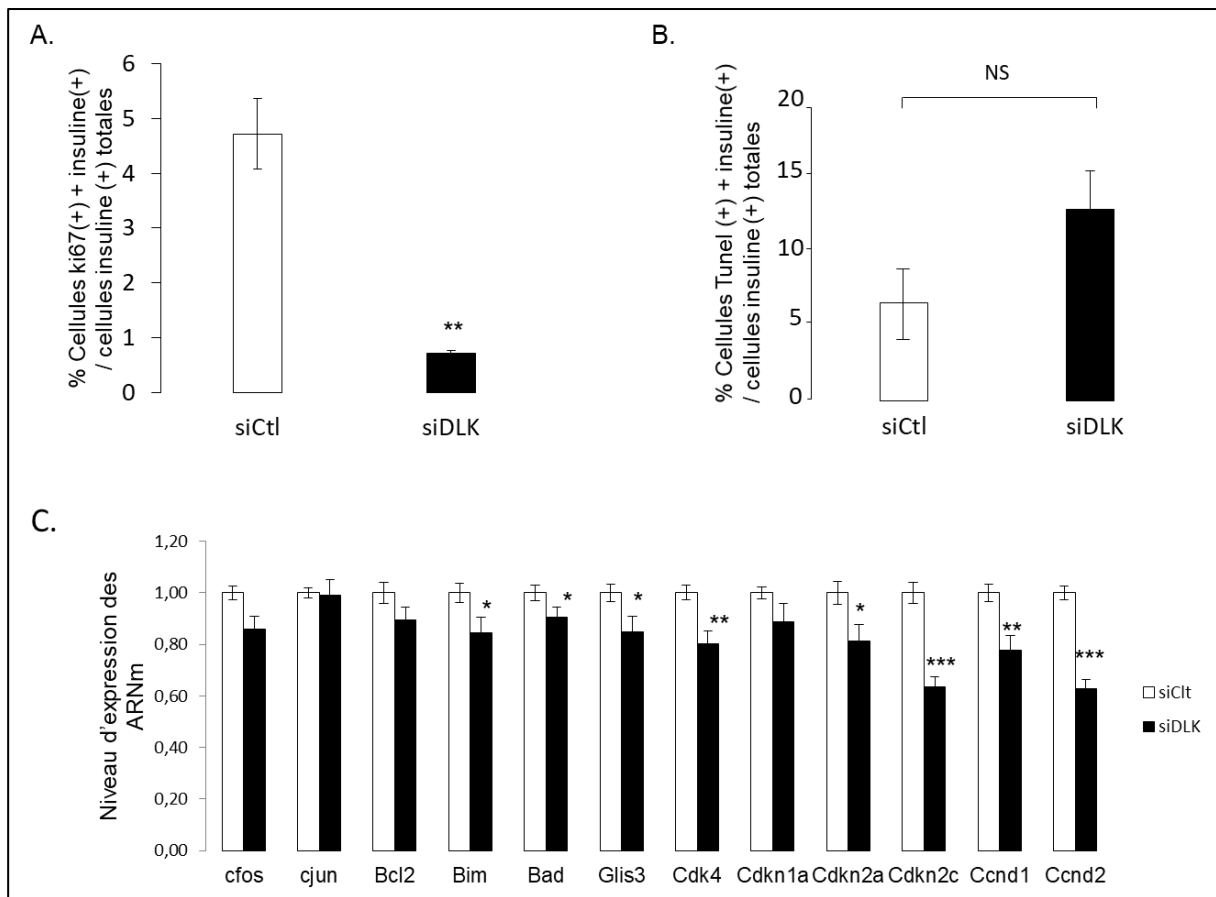 A.
% Cellules ki67(+) + insuline(+)
/ cellules insuline (+) totales
6
5
4
3
2
1
0
**
siCtl
siDLK
B.
% Cellules Tunel (+) + insuline(+)
/ cellules insuline (+) totales
NS
20
15
10
5
0
siCtl
siDLK
C.
Niveau d'expression des
ARNm
1,20
1,00
0,80
0,60
0,40
0,20
0,00
* * * ** * *** ** ***
cfos cjun Bcl2 Bim Bad Glis3 Cdk4 Cdkn1a Cdkn2a Cdkn2c Ccnd1 Ccnd2
siClt
siDLK